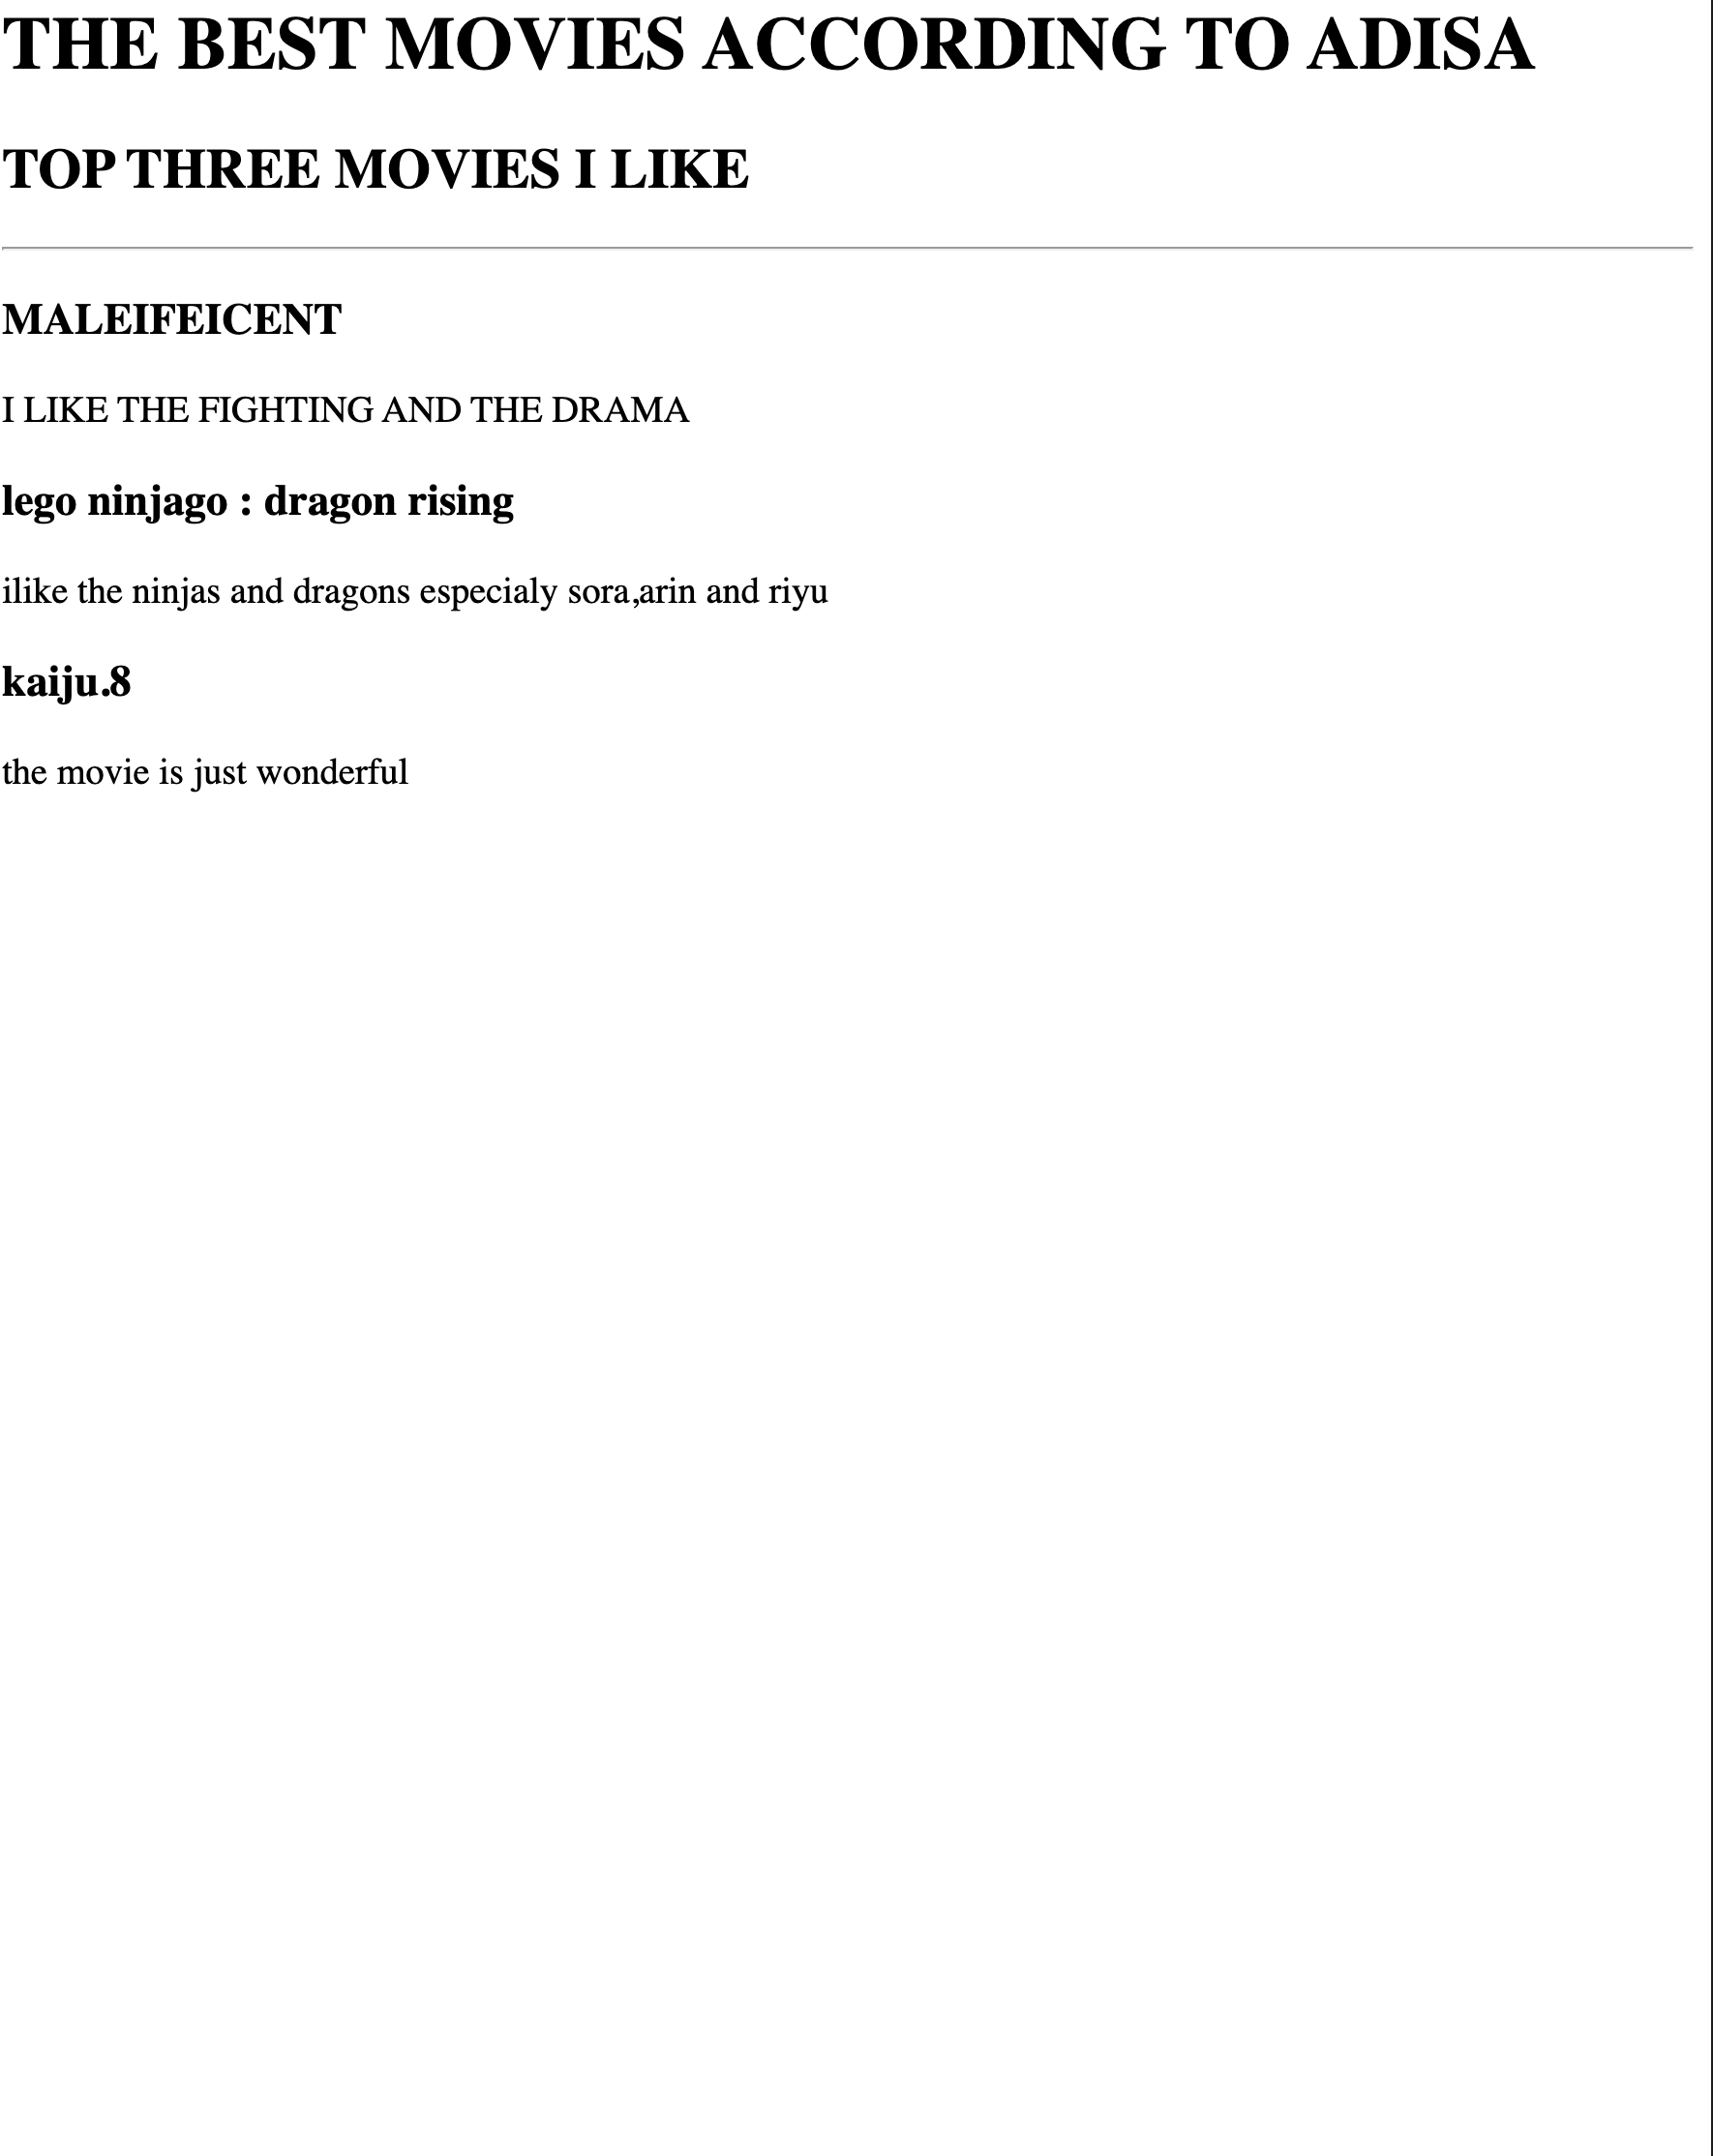 THE BEST MOVIES ACCORDING TO ADISA
TOP THREE MOVIES I LIKE
MALEIFEICENT
I LIKE THE FIGHTING AND THE DRAMA
lego ninjago : dragon rising
ilike the ninjas and dragons especialy sora,arin and riyu
kaiju.8
the movie is just wonderful